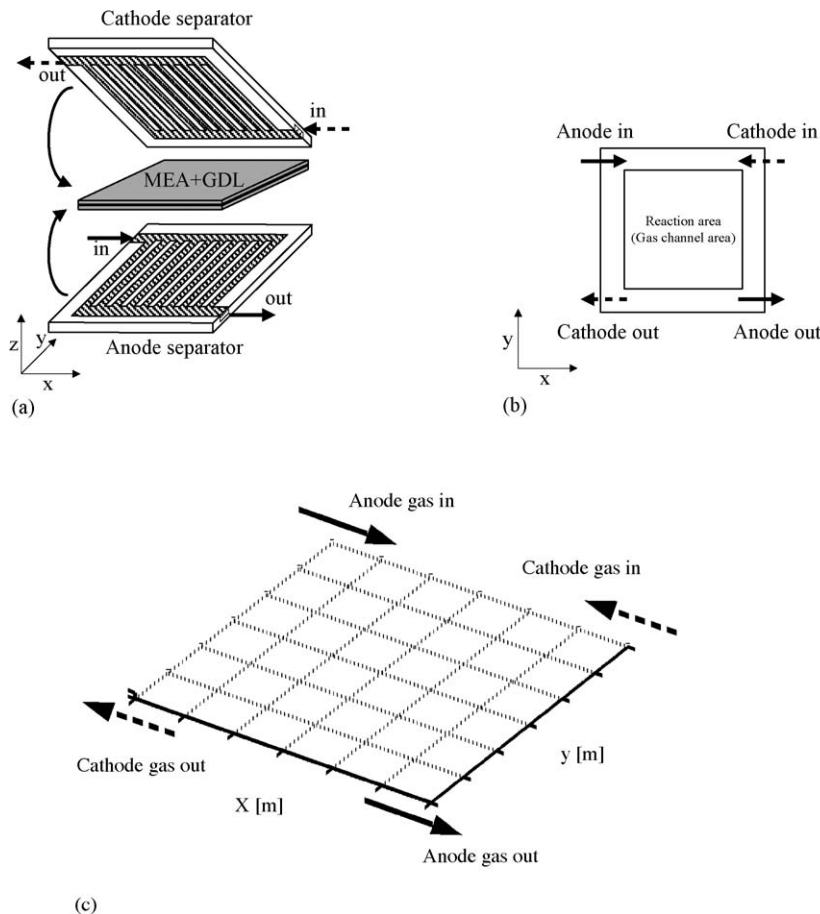 Cathode separator
out
in
MEA+GDL
in
out
Anode separator
z
y
x
(a)
Anode in
Cathode in
Reaction area
(Gas channel area)
Cathode out
Anode out
y
x
(b)
Anode gas in
Cathode gas in
Cathode gas out
y [m]
X [m]
Anode gas out
(c)